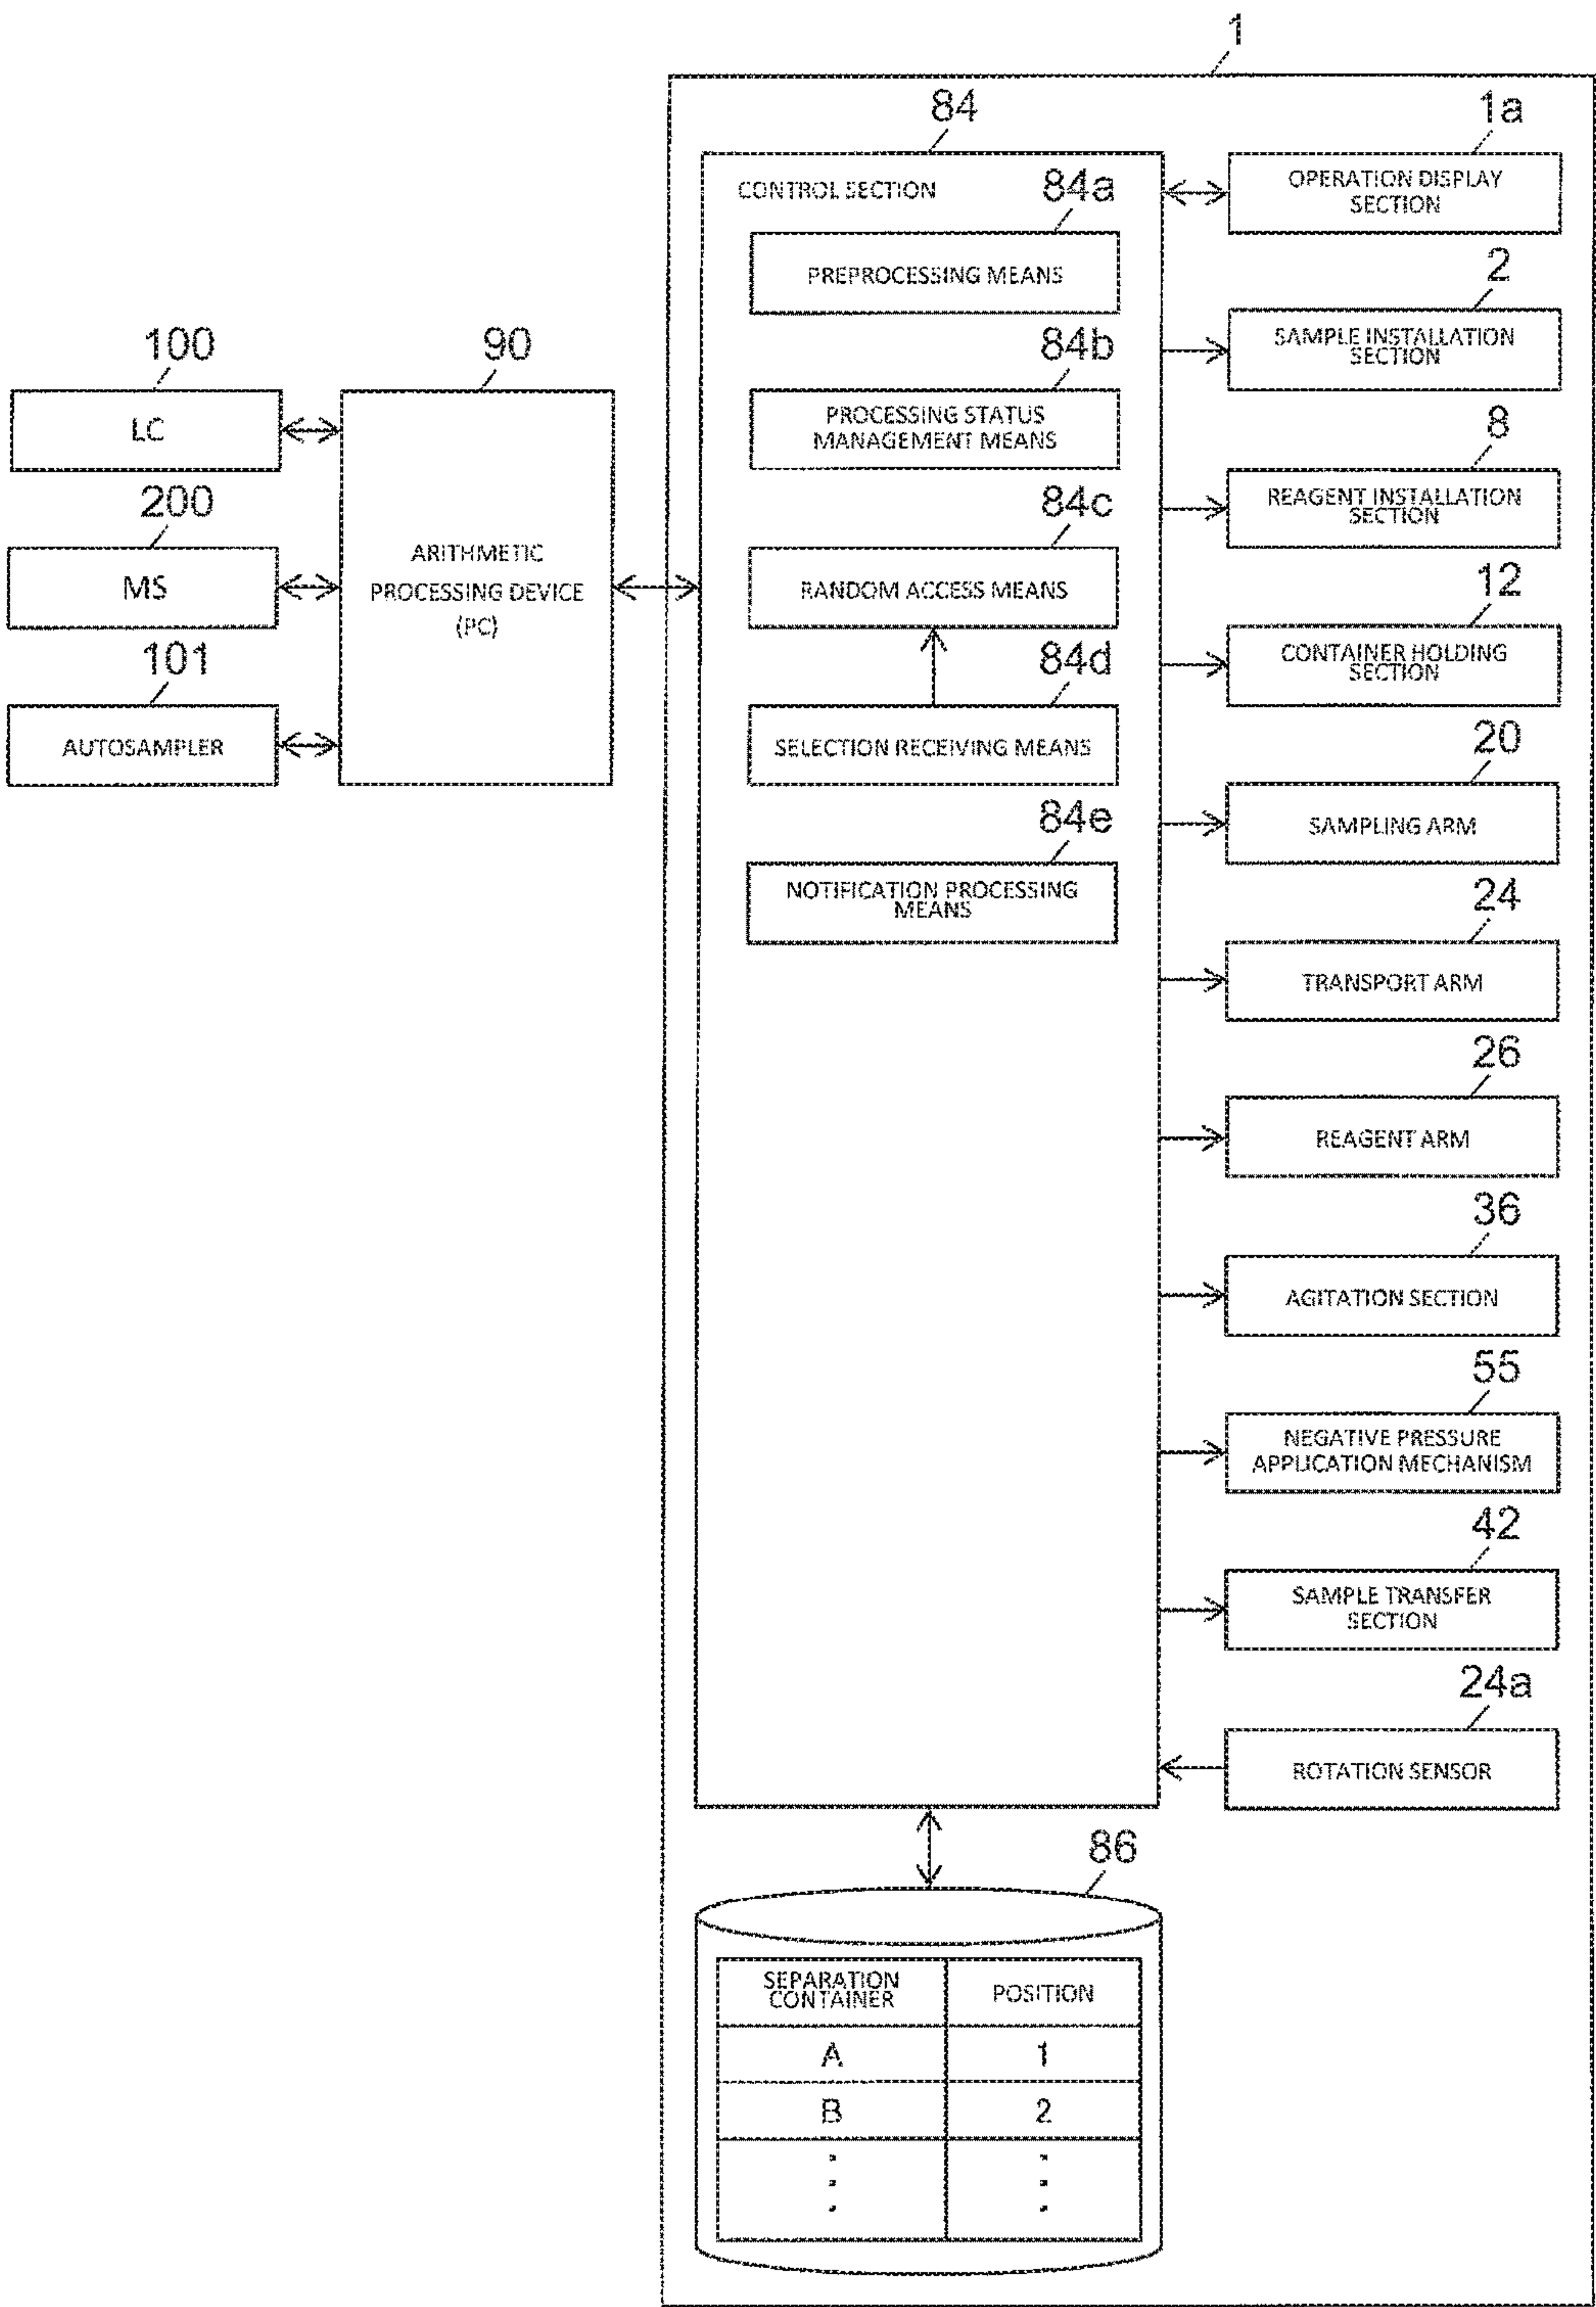 1
84
CONTROL SECTION
84a
PREPROCESSING MEANS
84b
PROCESSING STATUS
MANAGEMENT MEANS
84c
RANDOM ACCESS MEANS
84d
SELECTION RECEIVING MEANS
84e
NOTIFICATION PROCESSING
MEANS
100
LC
200
MS
101
AUTOSAMPLER
90
ARITHMETIC
PROCESSING DEVICE
(PC)
1a
OPERATION DISPLAY
SECTION
2
SAMPLE INSTALLATION
SECTION
8
REAGENT INSTALLATION
SECTION
12
CONTAINER HOLDING
SECTION
20
SAMPLING ARM
24
TRANSPORT ARM
26
REAGENT ARM
36
AGITATION SECTION
55
NEGATIVE PRESSURE
APPLICATION MECHANISM
42
SAMPLE TRANSFER
SECTION
24a
ROTATION SENSOR
86
SEPARATION
CONTAINER
POSITION
A
1
B
2